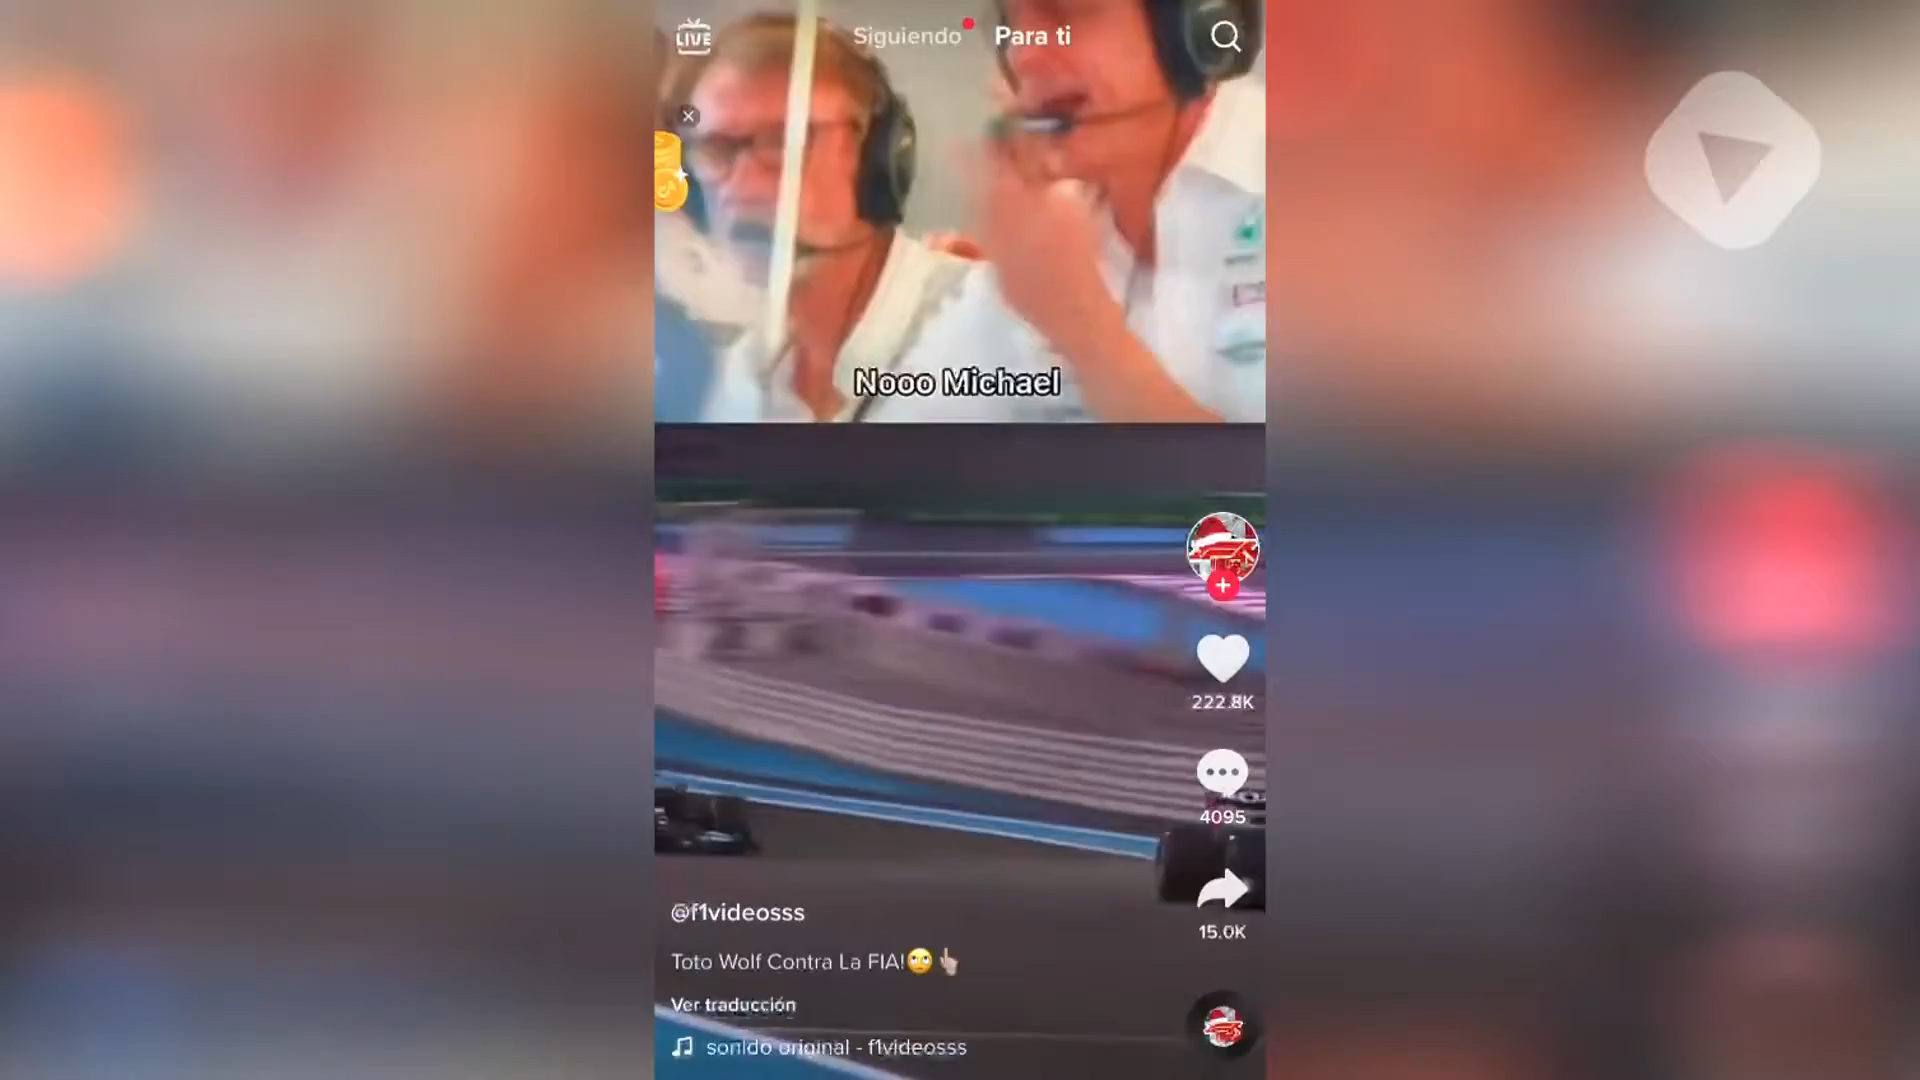 LIVE
Siguiendo
Para ti
Nooo Michael
222.8K
4095
15.0K
@f1videosss
Toto Wolf Contra La FIA!🙄👆🏻
Ver traducción
sonido original - f1videosss